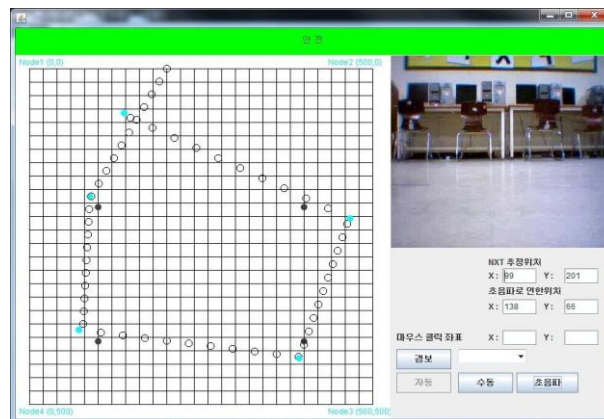 안 전
Node1 (0,0)
Node2 (500,0)
NXT 추정위치
X : 99 Y : 201
초음파로 연한위치
X : 138 Y : 66
마우스 클릭 좌표 X : Y :
경보
자동 수동 초음파
Node4 (0,500)
Node3 (500,500)